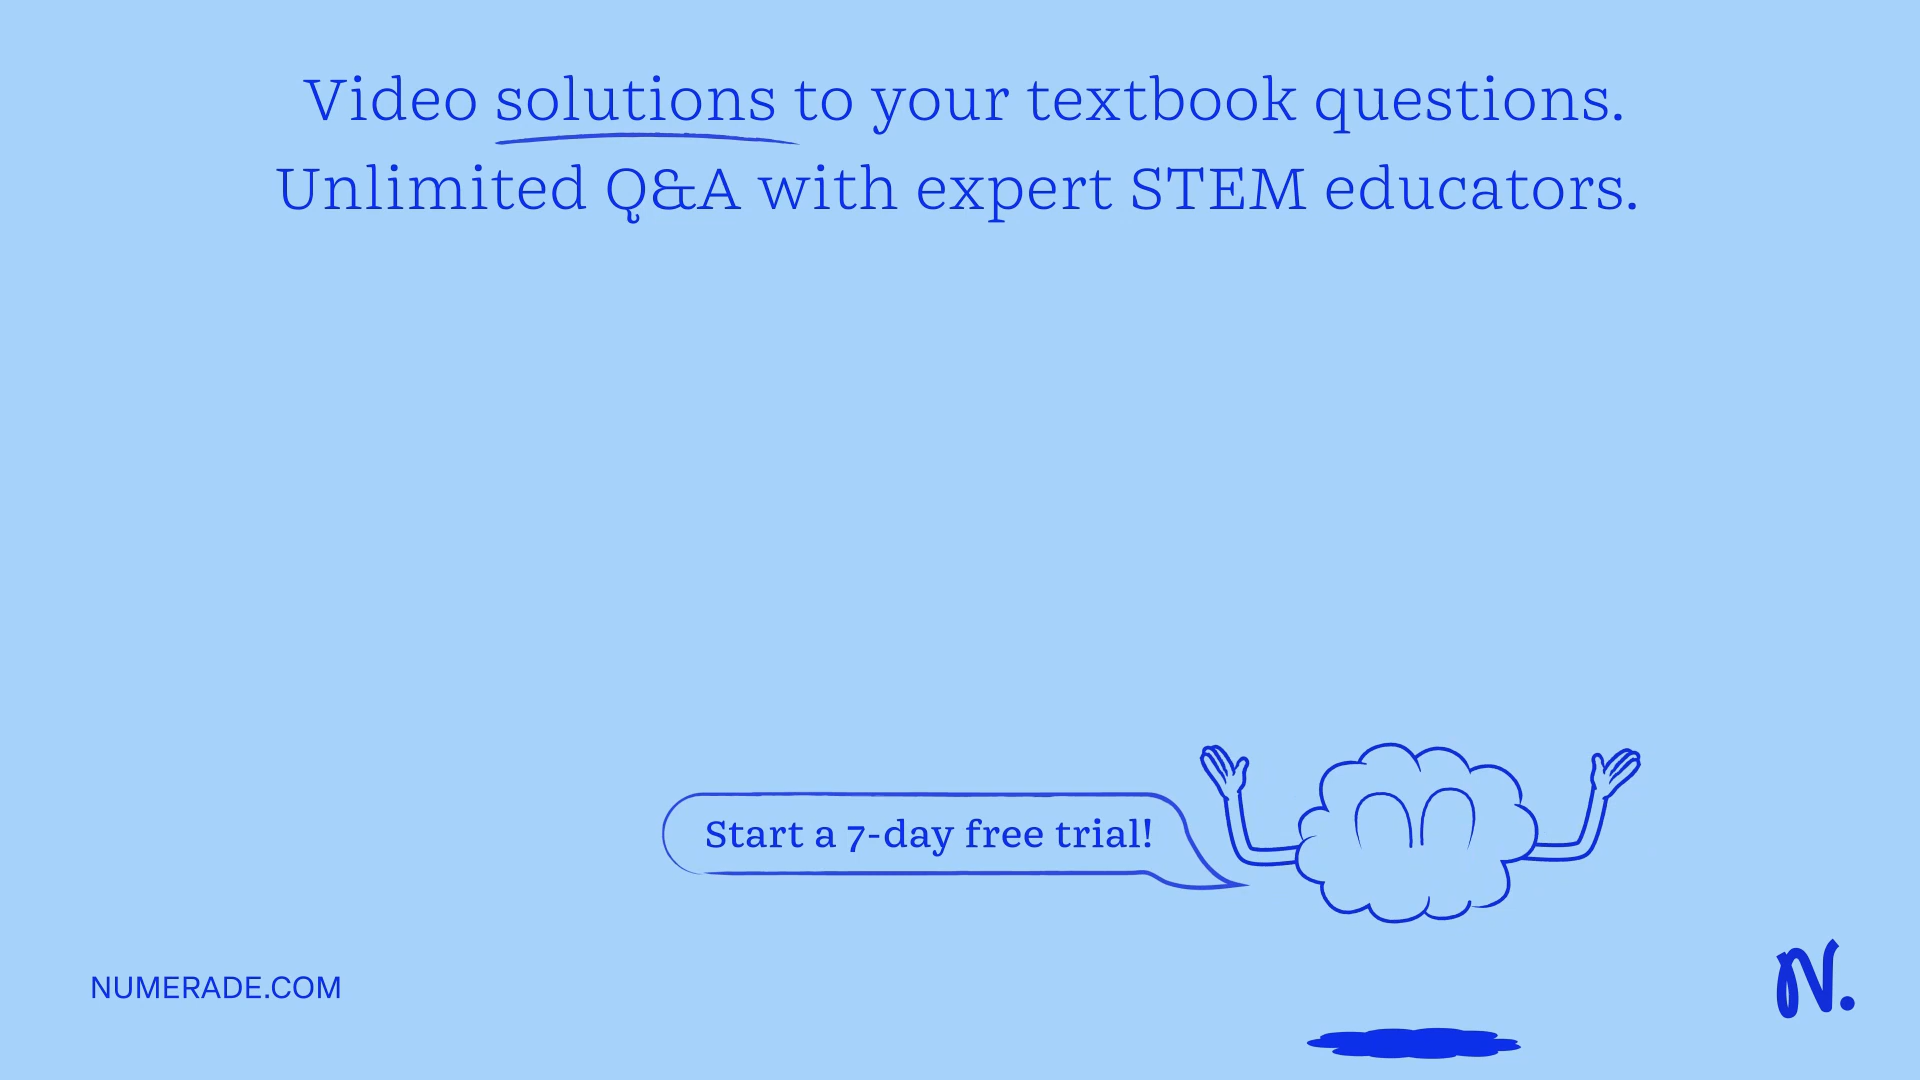 Video solutions to your textbook questions.
Unlimited Q&A with expert STEM educators.
Start a 7-day free trial!
NUMERADE.COM
N.